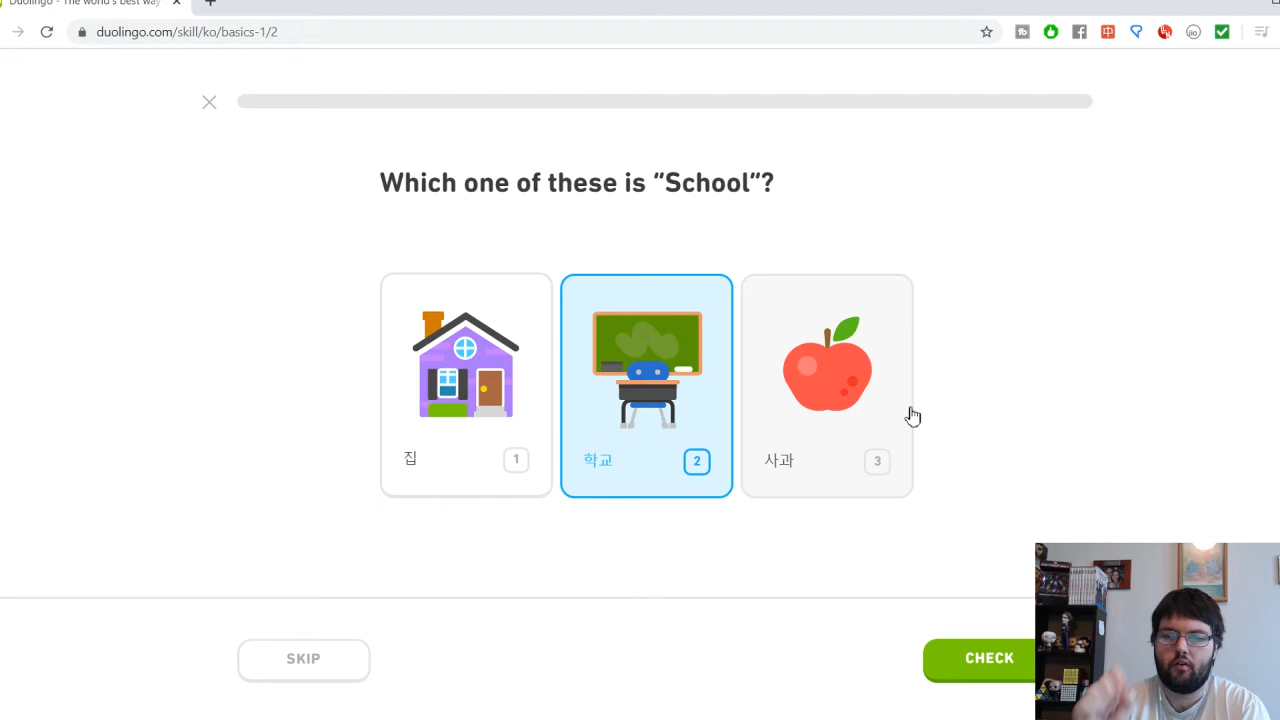 Duolingo - The world's best way
duolingo.com/skill/ko/basics-1/2
Which one of these is "School"?
집 1
학교 2
사과 3
SKIP
CHECK